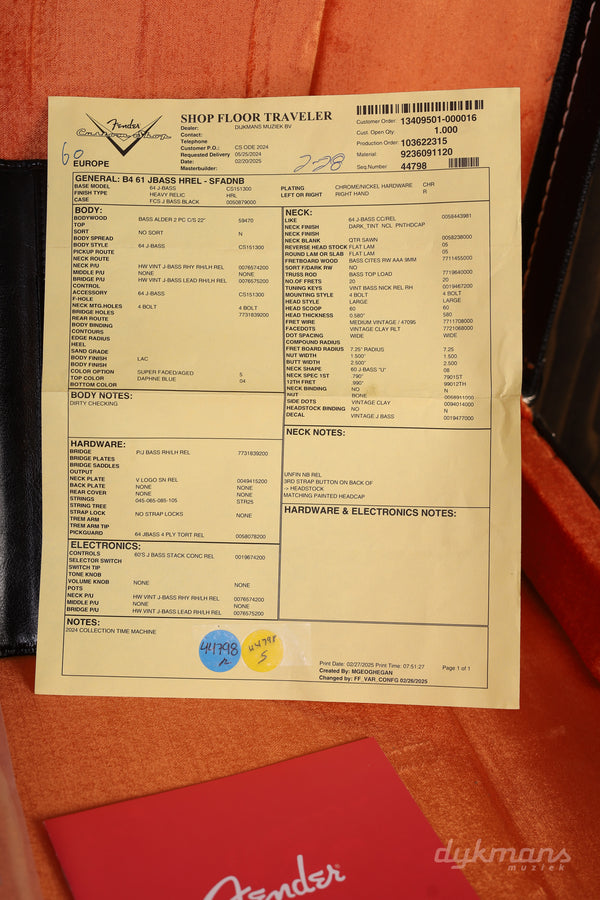 Fender
Custom Shop
60
EUROPE
SHOP FLOOR TRAVELER
Dealer: DIJKMANS MUZIEK BV
Contact:
Telephone
Customer P.O.: CS ODE 2024
Requested Delivery 05/25/2024
Date: 02/20/2025
Masterbuilder:
2-28
Customer Order: 13409501-000016
Cust. Open Qty: 1.000
Production Order: 103622315
Material: 9236091120
Sequence Number: 44798
GENERAL: B4 61 JBASS HREL - SFADNB
BASE MODEL 64 J-BASS CS151300
FINISH TYPE HEAVY RELIC HRL
CASE FCS J BASS BLACK 0050879000
PLATING CHROME/NICKEL HARDWARE CHR
LEFT OR RIGHT RIGHT HAND R
BODY:
BODYWOOD BASS ALDER 2 PC C/S 22" 59470
TOP
SORT NO SORT N
BODY SPREAD
BODY STYLE 64 J-BASS CS151300
PICKUP ROUTE
NECK ROUTE
NECK P/U HW VINT J-BASS RHY RH/LH REL 0076574200
MIDDLE P/U NONE NONE
BRIDGE P/U HW VINT J-BASS LEAD RH/LH REL 0076575200
CONTROL
ACCESSORY 64 J-BASS CS151300
F-HOLE
NECK MTG.HOLES 4 BOLT 4 BOLT
BRIDGE HOLES 7731839200
REAR ROUTE
BODY BINDING
CONTOURS
EDGE RADIUS
HEEL
SAND GRADE
BODY FINISH LAC
BODY FINISH
COLOR OPTION SUPER FADED/AGED 5
TOP COLOR DAPHNE BLUE 04
BOTTOM COLOR
BODY NOTES:
DIRTY CHECKING
HARDWARE:
BRIDGE P/J BASS RH/LH REL 7731839200
BRIDGE PLATES
BRIDGE SADDLES
OUTPUT
NECK PLATE V LOGO SN REL 0049415200
BACK PLATE NONE NONE
REAR COVER NONE NONE
STRINGS 045-065-085-105 STR25
STRING TREE
STRAP LOCK NO STRAP LOCKS NONE
TREM ARM
TREM ARM TIP
PICKGUARD 64 JBASS 4 PLY TORT REL 0058078200
ELECTRONICS:
CONTROLS 60'S J BASS STACK CONC REL 0019674200
SELECTOR SWITCH
SWITCH TIP
TONE KNOB
VOLUME KNOB NONE NONE
POTS
NECK P/U HW VINT J-BASS RHY RH/LH REL 0076574200
MIDDLE P/U NONE NONE
BRIDGE P/U HW VINT J-BASS LEAD RH/LH REL 0076575200
NECK:
LIKE 64 J-BASS CC/REL 0058443981
NECK FINISH DARK_TINT NCL PNTHDCAP
NECK FINISH
NECK BLANK QTR SAWN 0058238000
REVERSE HEAD STOCK FLAT LAM 05
ROUND LAM OR SLAB FLAT LAM 05
FRETBOARD WOOD BASS CITES RW AAA 9MM 7711455000
SORT F/DARK RW NO
TRUSS ROD BASS TOP LOAD 7719640000
NO.OF FRETS 20 20
TUNING KEYS VINT BASS NICK REL RH 0019467200
MOUNTING STYLE 4 BOLT 4 BOLT
HEAD STYLE LARGE LARGE
HEAD SCOOP 60 60
HEAD THICKNESS 0.580" 580
FRET WIRE MEDIUM VINTAGE / 47095 7711708000
FACEDOTS VINTAGE CLAY RLT 7721068000
DOT SPACING WIDE WIDE
COMPOUND RADIUS
FRET BOARD RADIUS 7.25" RADIUS 7.25
NUT WIDTH 1.500" 1.500
BUTT WIDTH 2.500" 2.500
NECK SHAPE 60 J-BASS "U" 08
NECK SPEC 1ST .790" 7901ST
12TH FRET .990" 99012TH
NECK BINDING NO N
NUT BONE 0068911000
SIDE DOTS VINTAGE CLAY 0094014000
HEADSTOCK BINDING NO N
DECAL VINTAGE J BASS 0019477000
NECK NOTES:
UNFIN NB REL
3RD STRAP BUTTON ON BACK OF
-> HEADSTOCK
MATCHING PAINTED HEADCAP
HARDWARE & ELECTRONICS NOTES:
NOTES:
2024 COLLECTION TIME MACHINE
44798
44798
S
Print Date: 02/27/2025 Print Time: 07:51:27
Page 1 of 1
Created By: MGEOGHEGAN
Changed by: FF_VAR_CONFG 02/26/2025
Fender
dykmans
muziek